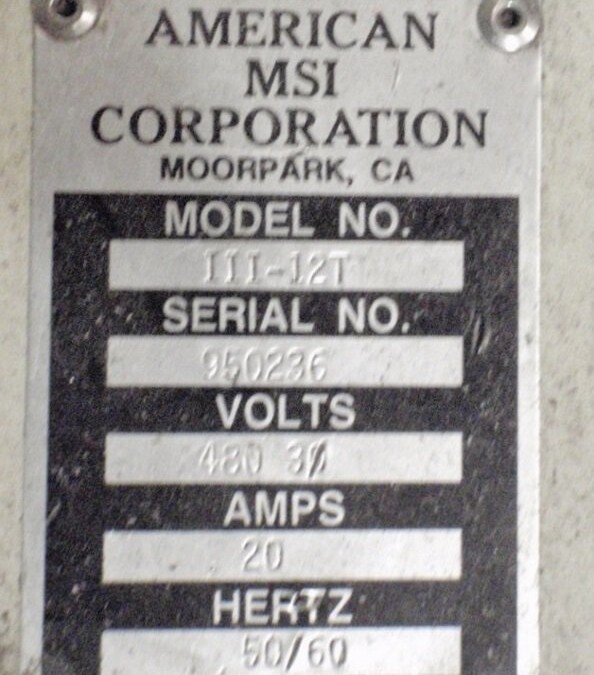 AMERICAN
MSI
CORPORATION
MOORPARK, CA
MODEL NO.
III-12T
SERIAL NO.
950236
VOLTS
480 3Ø
AMPS
20
HERTZ
50/60